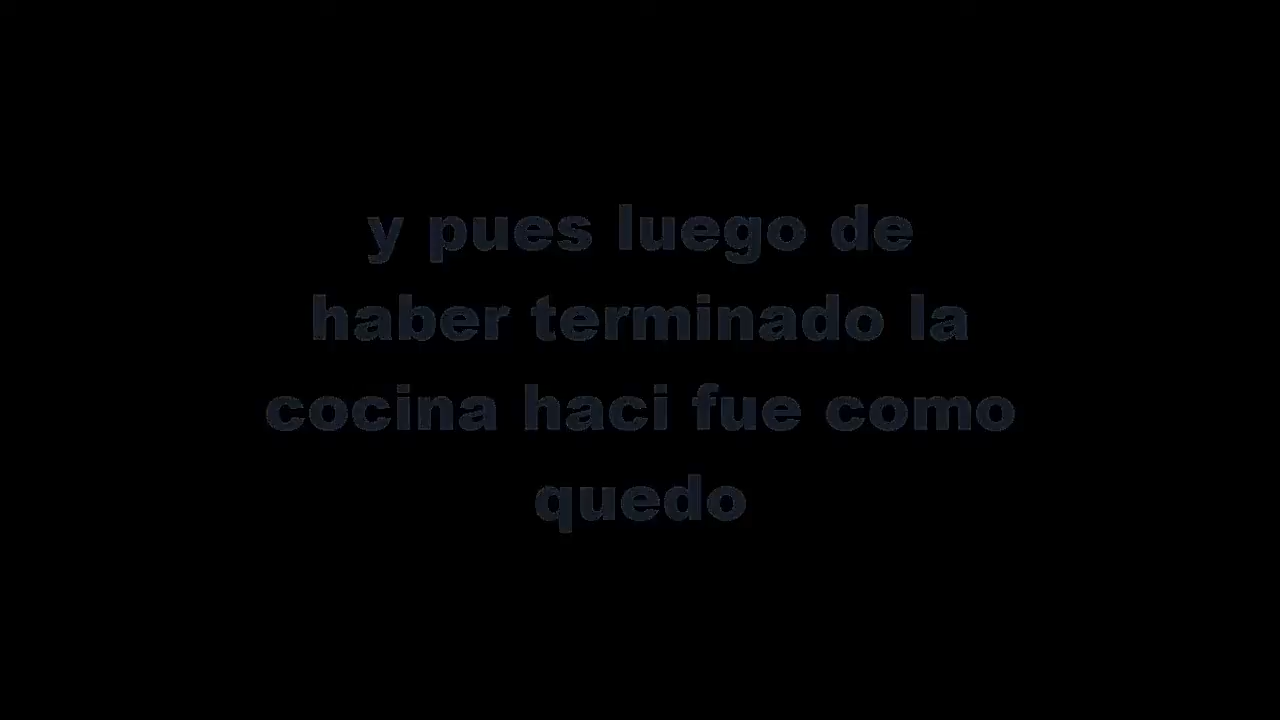 y pues luego de
haber terminado la
cocina haci fue como
quedo